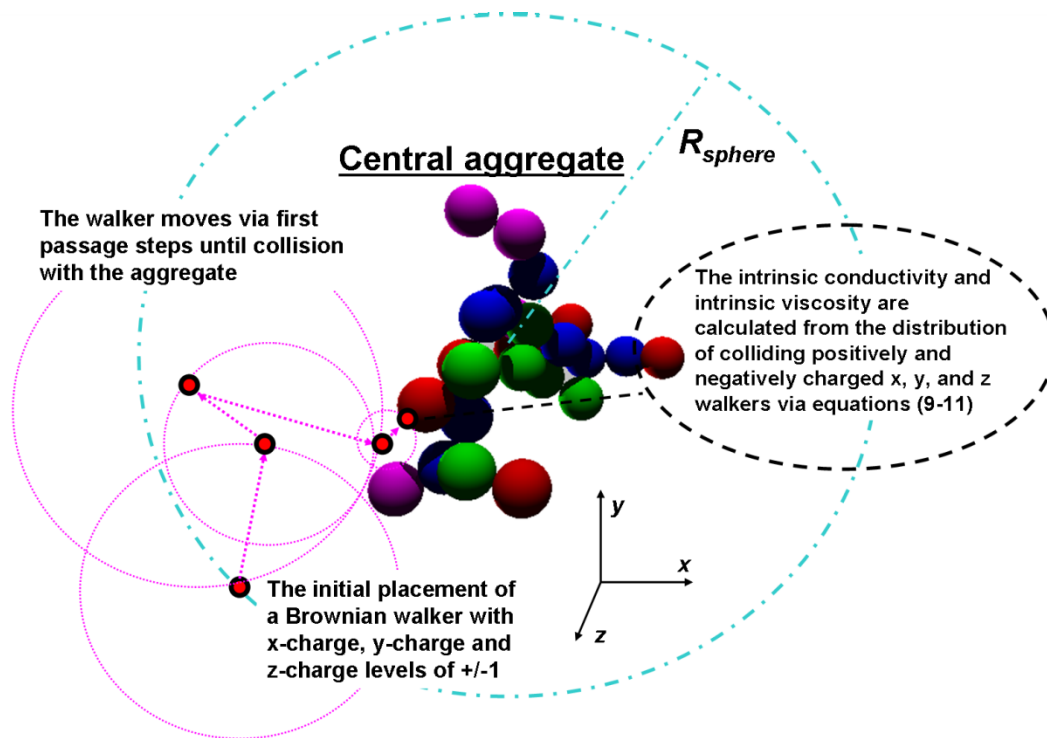 Central aggregate
R_sphere
The walker moves via first
passage steps until collision
with the aggregate
The intrinsic conductivity and
intrinsic viscosity are
calculated from the distribution
of colliding positively and
negatively charged x, y, and z
walkers via equations (9-11)
The initial placement of
a Brownian walker with
x-charge, y-charge and
z-charge levels of +/-1
y
x
z